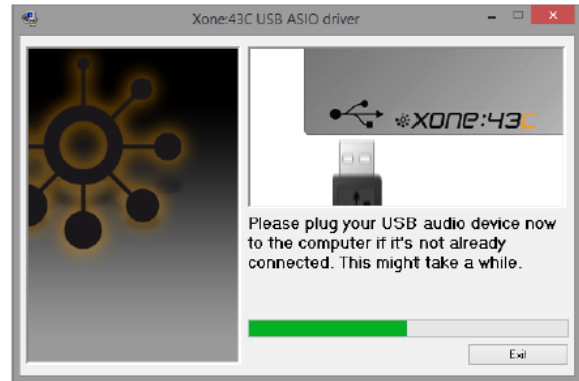 Xone:43C USB ASIO driver
XONE:43C
Please plug your USB audio device now
to the computer if it's not already
connected. This might take a while.
Exit